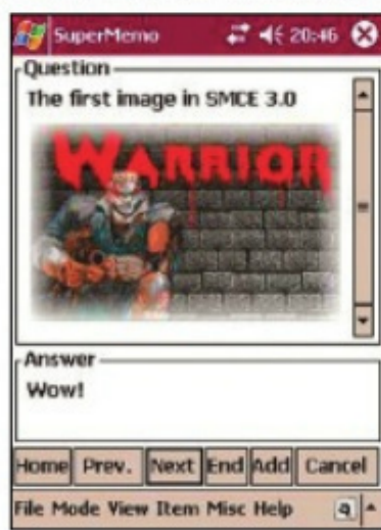 SuperMemo 20:46
Question
The first image in SMCE 3.0
WARRIOR
Answer
Wow!
Home Prev. Next End Add Cancel
File Mode View Item Misc Help